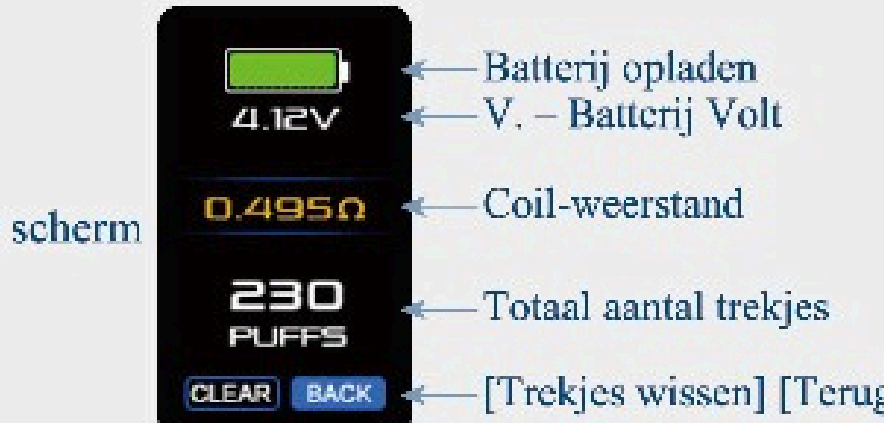 Batterij opladen
4.12V
V. – Batterij Volt
scherm
0.495Ω
Coil-weerstand
230
PUFFS
Totaal aantal trekjes
CLEAR BACK
[Trekjes wissen] [Terug